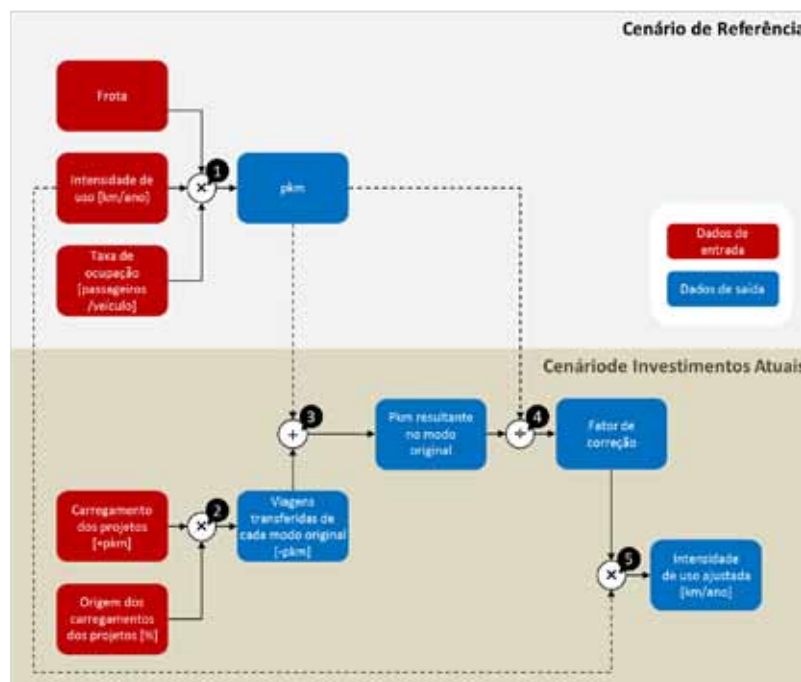 Cenário de Referência
Frota
Intensidade de
uso [km/ano]
1
×
pkm
Taxa de
ocupação
[passageiros
/veículo]
Dados de
entrada
Dados de saída
Cenáriode Investimentos Atuais
3
+
Pkm resultante
no modo
original
4
÷
Fator de
correção
Carregamento
dos projetos
[+pkm]
2
×
Viagens
transferidas de
cada modo original
[-pkm]
Origem dos
carregamentos
dos projetos [%]
5
×
Intensidade
de uso ajustada
[km/ano]